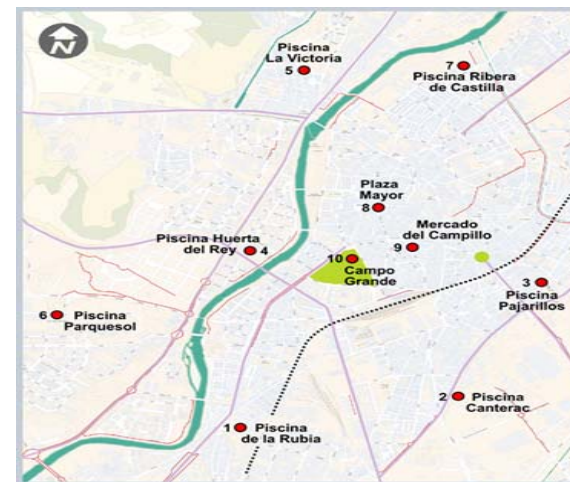 N
Piscina
La Victoria
5
7
Piscina Ribera
de Castilla
Plaza
Mayor
8
Mercado
del Campillo
9
Piscina Huerta
del Rey
4
10
Campo
Grande
3
Piscina
Pajarillos
6 Piscina
Parquesol
2 Piscina
Canterac
1 Piscina
de la Rubia